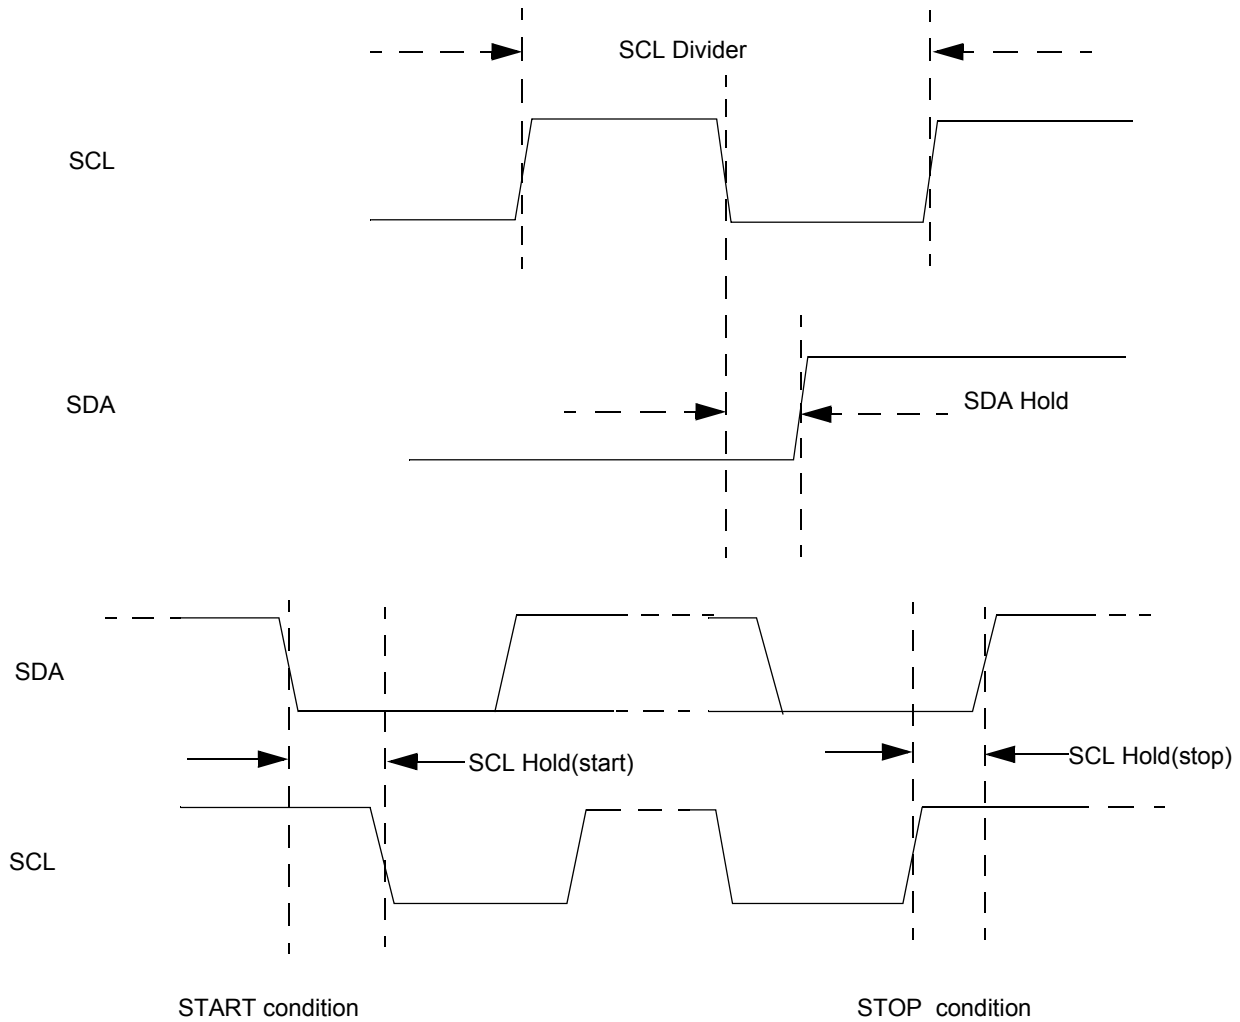 SCL Divider
SCL
SDA
SDA Hold
SDA
SCL Hold(start)
SCL Hold(stop)
SCL
START condition
STOP condition